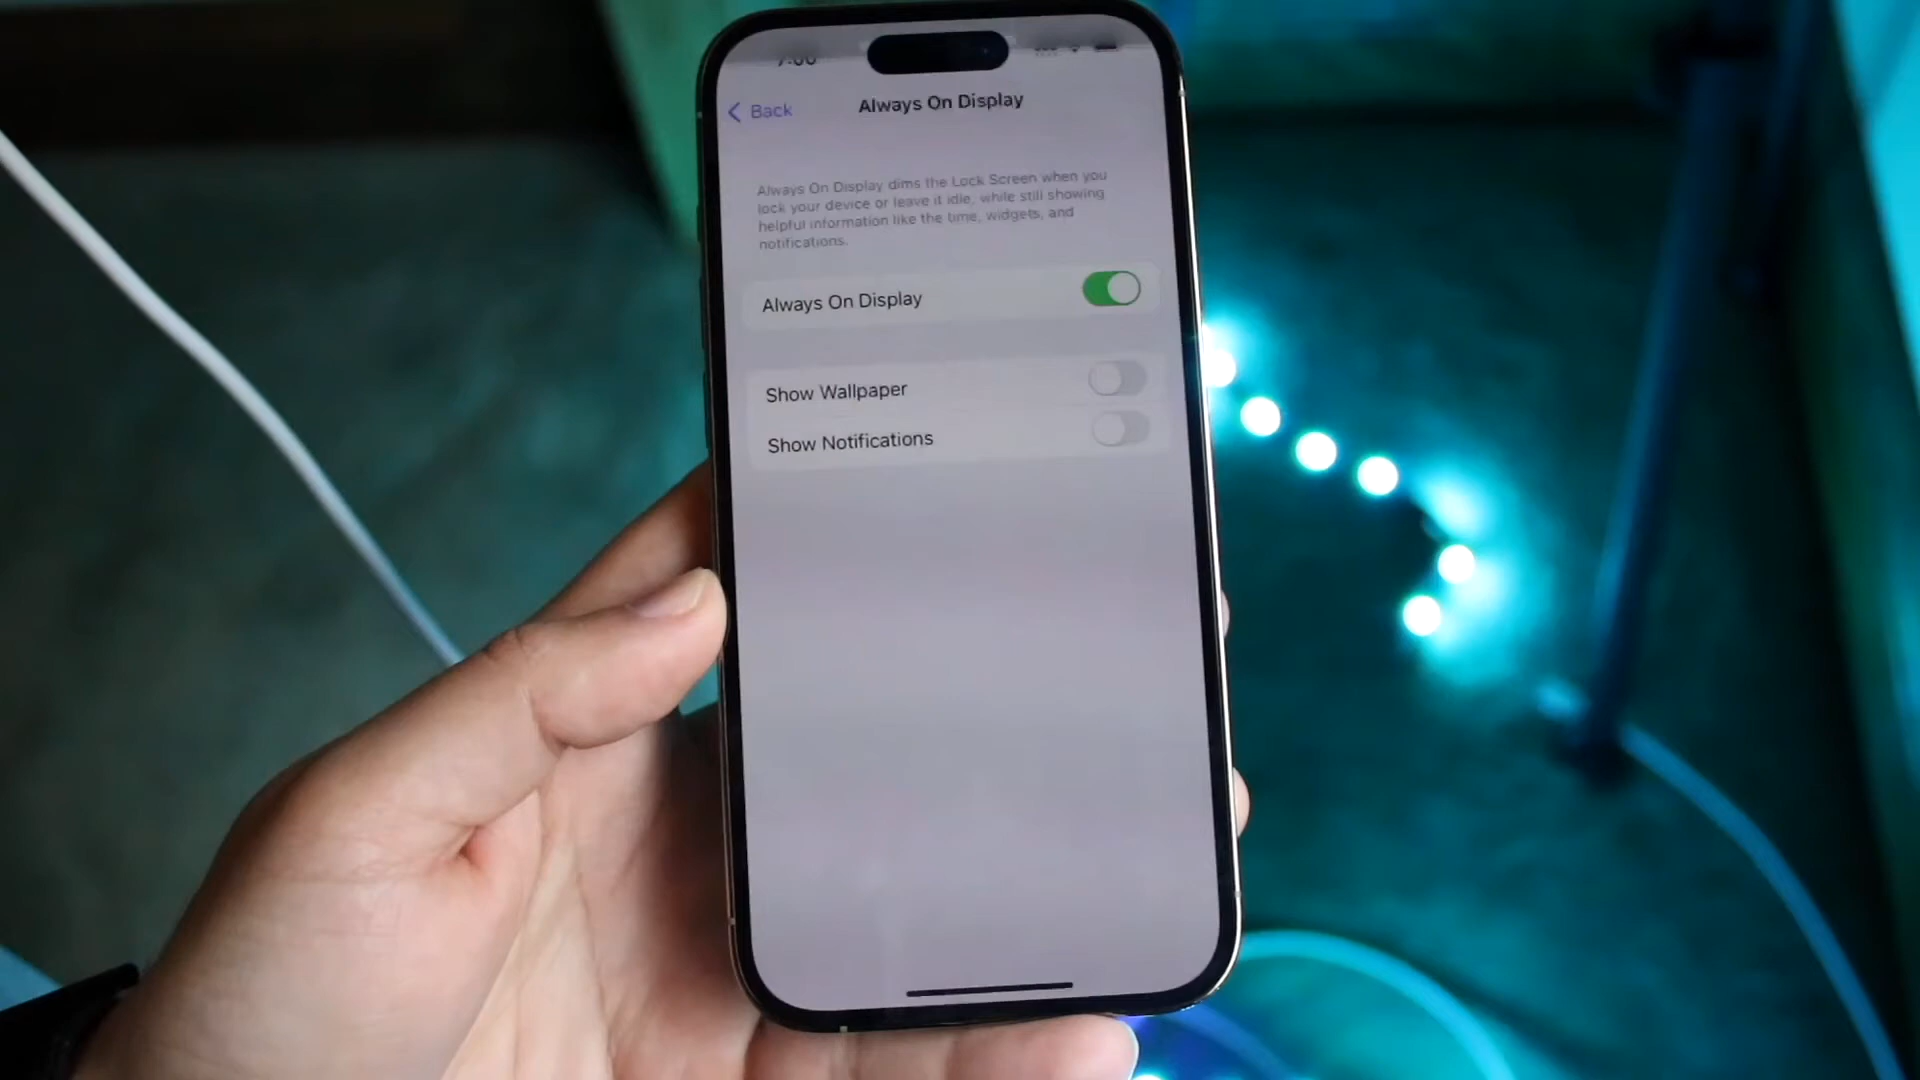 7:00
Back
Always On Display
Always On Display dims the Lock Screen when you
lock your device or leave it idle, while still showing
helpful information like the time, widgets, and
notifications.
Always On Display
Show Wallpaper
Show Notifications